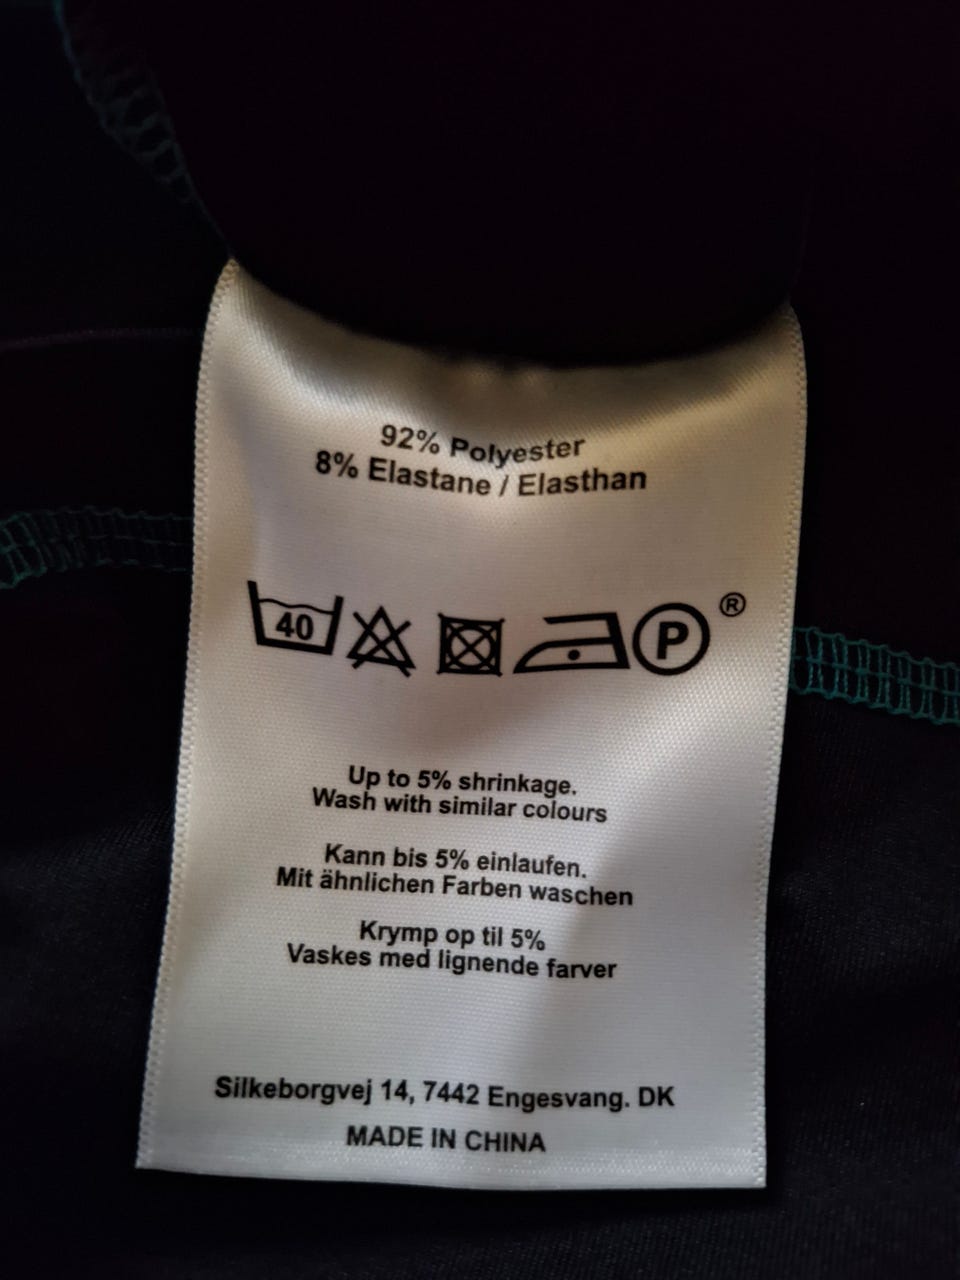 92% Polyester
8% Elastane / Elasthan
40 P ®
Up to 5% shrinkage.
Wash with similar colours
Kann bis 5% einlaufen.
Mit ähnlichen Farben waschen
Krymp op til 5%
Vaskes med lignende farver
Silkeborgvej 14, 7442 Engesvang. DK
MADE IN CHINA